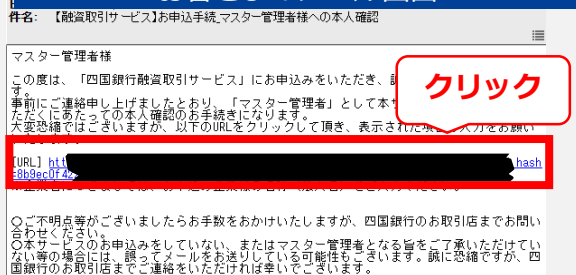 件名: 【融資取引サービス】お申込手続_マスター管理者様への本人確認
マスター管理者様
この度は、「四国銀行融資取引サービス」にお申込みをいただき、
す。
事前にご連絡申し上げましたとおり、「マスター管理者」として本
ただくにあたっての本人確認のお手続きになります。
大変恐縮ではございますが、以下のURLをクリックして頂き、表示された
クリック
[URL] htt hash
=8b9ec0f42
○ご不明点等がございましたらお手数をおかけいたしますが、四国銀行のお取引店までお問い
合わせください。
○本サービスのお申込みをしていない、またはマスター管理者となる旨をご了承いただけてい
ない等の場合には、誤ってメールをお送りしている可能性もございます。誠に恐縮ですが、四
国銀行のお取引店までご連絡をいただければ幸いでございます。